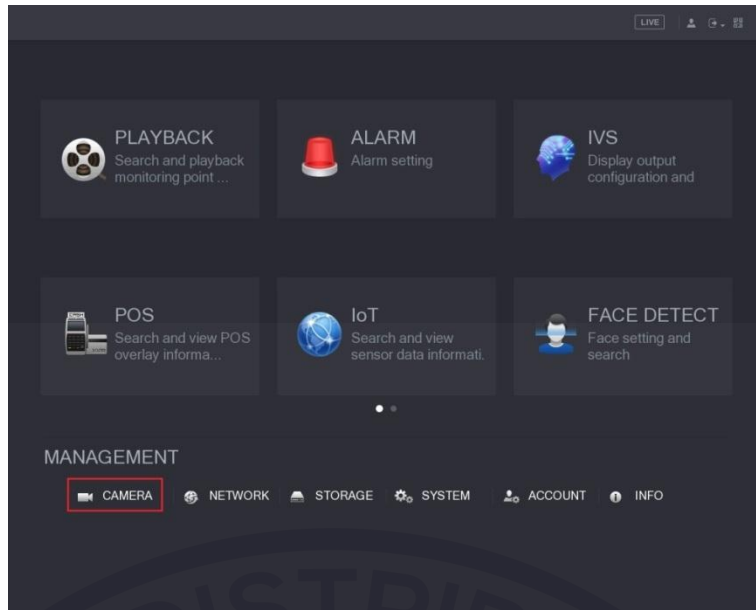 LIVE
PLAYBACK
Search and playback
monitoring point ...
ALARM
Alarm setting
IVS
Display output
configuration and
POS
Search and view POS
overlay informa...
IoT
Search and view
sensor data informati.
FACE DETECT
Face setting and
search
MANAGEMENT
CAMERA
NETWORK
STORAGE
SYSTEM
ACCOUNT
INFO